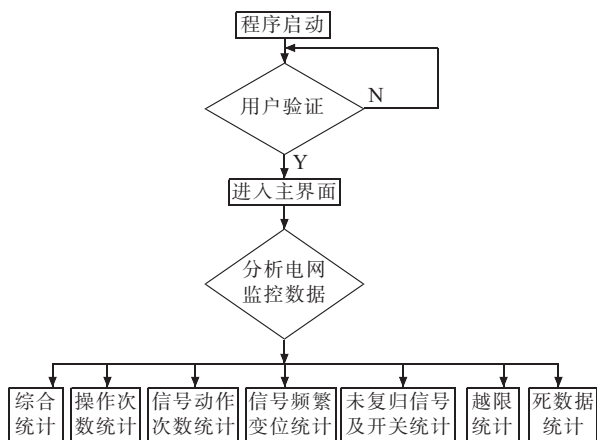 程序启动
用户验证
N
Y
进入主界面
分析电网
监控数据
综合
统计
操作次
数统计
信号动作
次数统计
信号频繁
变位统计
未复归信号
及开关统计
越限
统计
死数据
统计